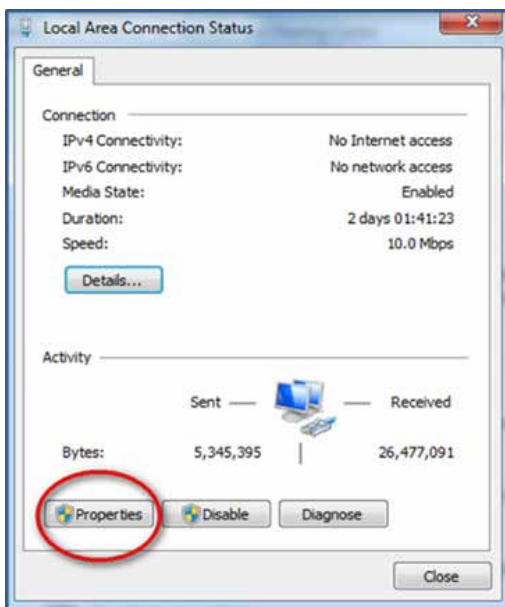 Local Area Connection Status
General
Connection
IPv4 Connectivity: No Internet access
IPv6 Connectivity: No network access
Media State: Enabled
Duration: 2 days 01:41:23
Speed: 10.0 Mbps
Details...
Activity
Sent Received
Bytes: 5,345,395 26,477,091
Properties Disable Diagnose
Close